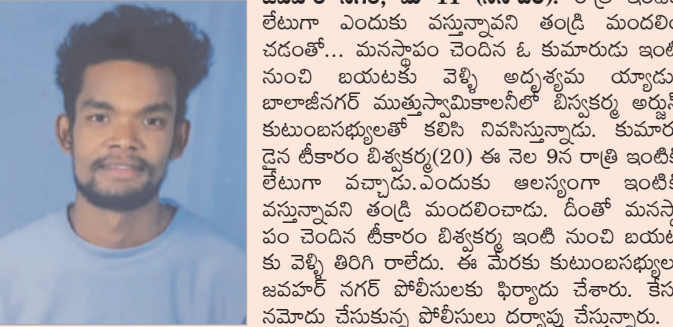 లేటుగా ఎందుకు వస్తున్నావని తండ్రి మందలిం
చడంతో... మనస్థాపం చెందిన ఓ కుమారుడు ఇంటి
నుంచి బయటకు వెళ్ళి అదృశ్యమ య్యాడు
బాలాజీనగర్ ముత్తుస్వామికాలనీలో బిస్వకర్మ అర్జున్
కుటుంబసభ్యులతో కలిసి నివసిస్తున్నాడు. కుమారు
డైన టీకారం బిశ్వకర్మ(20) ఈ నెల 9న రాత్రి ఇంటికి
లేటుగా వచ్చాడు.ఎందుకు ఆలస్యంగా ఇంటికి
వస్తున్నావని తండ్రి మందలించాడు. దీంతో మనస్థా
పం చెందిన టీకారం బిశ్వకర్మ ఇంటి నుంచి బయట
కు వెళ్ళి తిరిగి రాలేదు. ఈ మేరకు కుటుంబసభ్యుల
జవహర్ నగర్ పోలీసులకు ఫిర్యాదు చేశారు. కేసు
నమోదు చేసుకున్న పోలీసులు దర్యాప్తు చేస్తున్నారు.